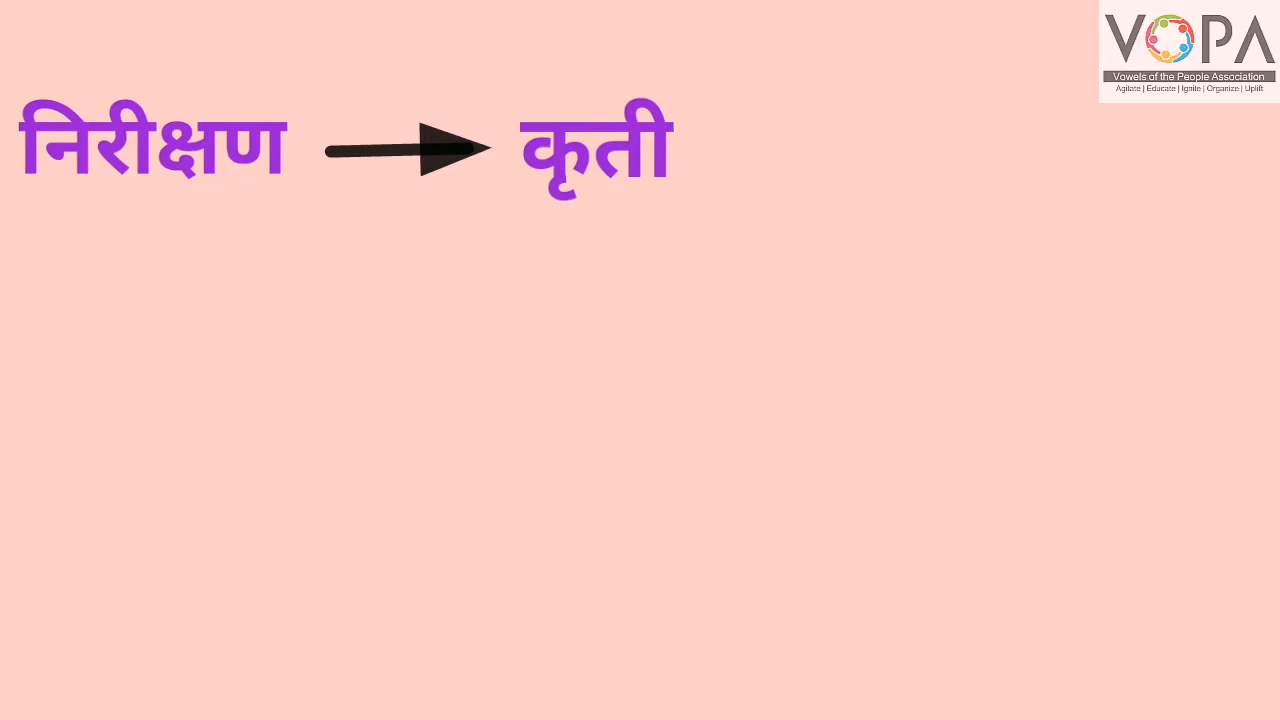 VOPA
Vowels of the People Association
Agitate | Educate | Ignite | Organize | Uplift
निरीक्षण कृती